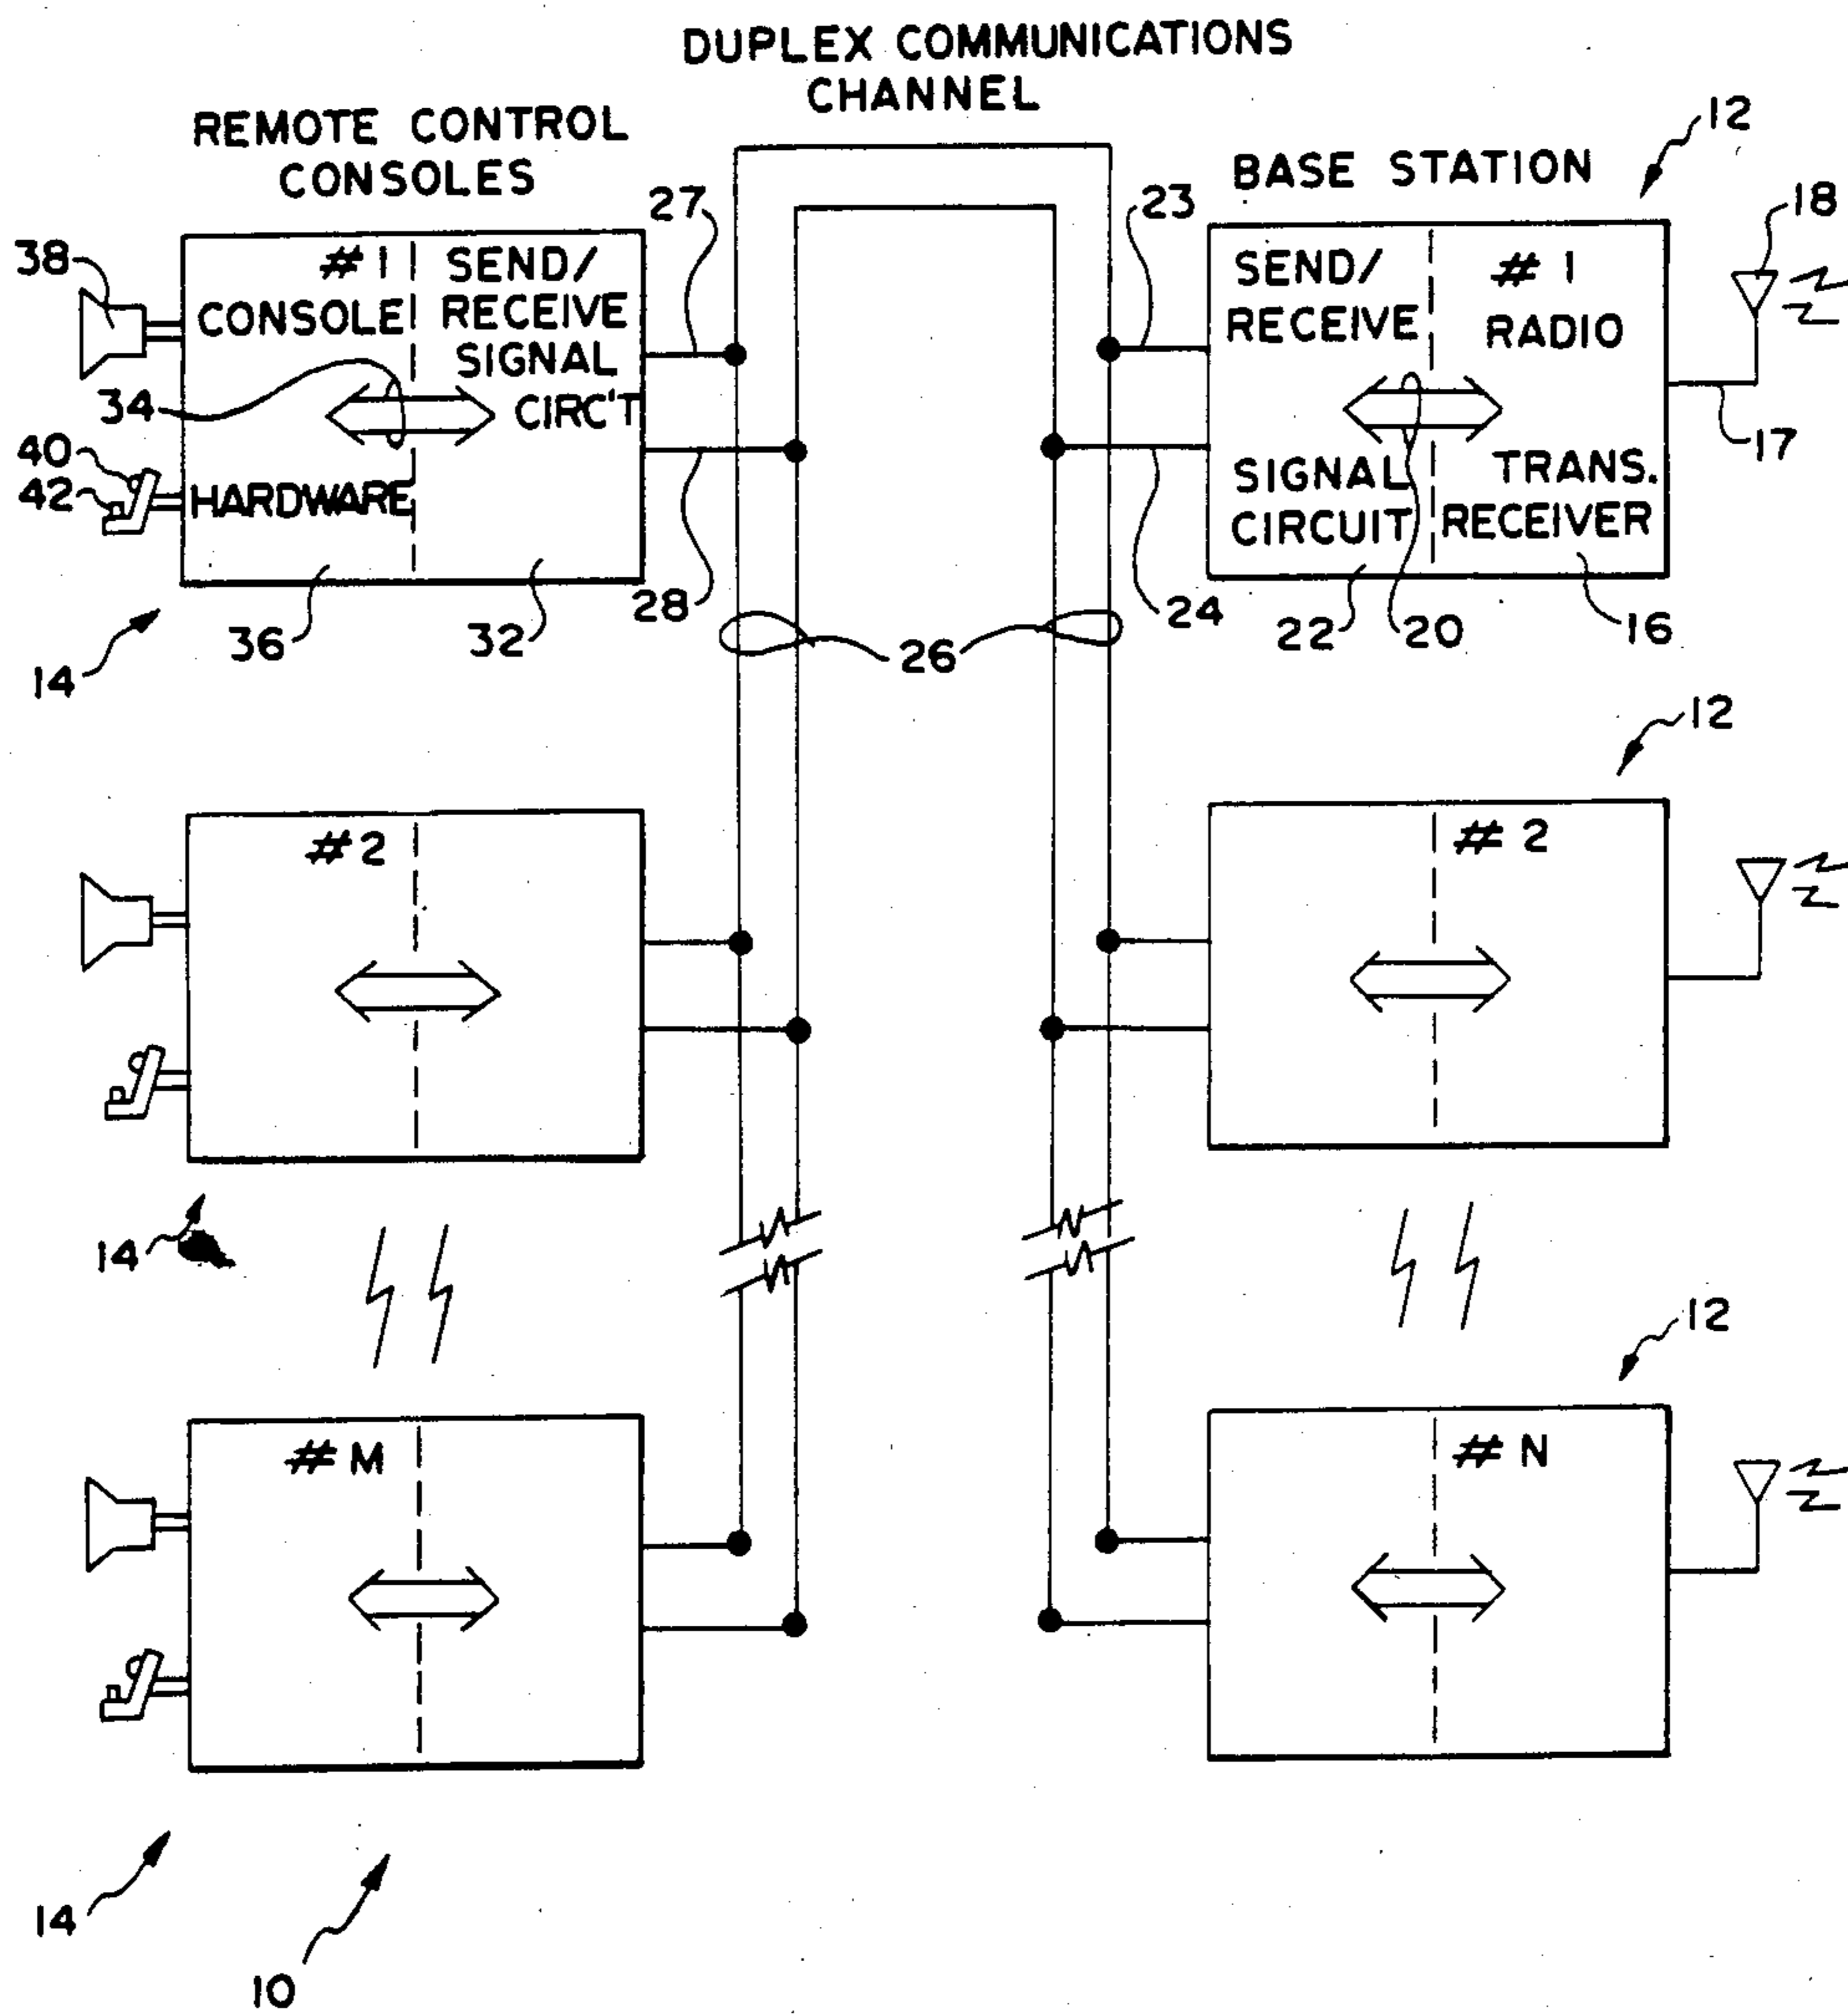 DUPLEX COMMUNICATIONS
CHANNEL
REMOTE CONTROL
CONSOLES
BASE STATION
12
27
23
18
38
#1
CONSOLE
HARDWARE
SEND/
RECEIVE
SIGNAL
CIRC'T
SEND/
RECEIVE
SIGNAL
CIRCUIT
#1
RADIO
TRANS.
RECEIVER
34
40
42
17
28
24
36
32
26
22
20
16
14
12
#2
#2
14
12
#M
#N
14
10